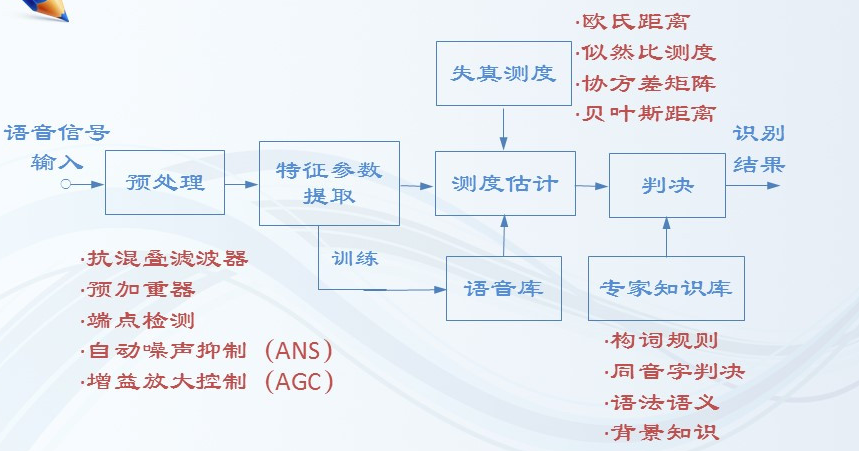 ·欧氏距离
·似然比测度
·协方差矩阵
·贝叶斯距离
失真测度
语音信号
输入
预处理
特征参数
提取
测度估计
判决
识别
结果
训练
语音库
专家知识库
·抗混叠滤波器
·预加重器
·端点检测
·自动噪声抑制（ANS）
·增益放大控制（AGC）
·构词规则
·同音字判决
·语法语义
·背景知识